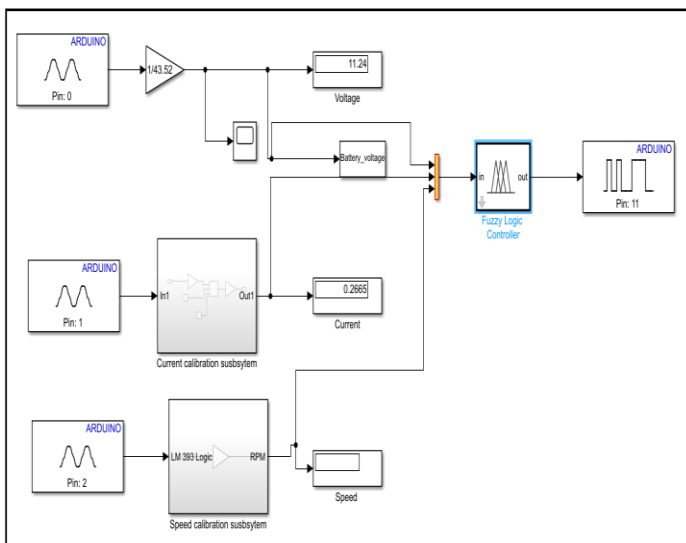 ARDUINO
Pin: 0
1/43.52
11.24
Voltage
Battery_voltage
in
out
Fuzzy Logic
Controller
ARDUINO
Pin: 11
ARDUINO
Pin: 1
In1
Out1
Current calibration susbsytem
0.2665
Current
ARDUINO
Pin: 2
LM 393 Logic
RPM
Speed calibration susbsytem
Speed